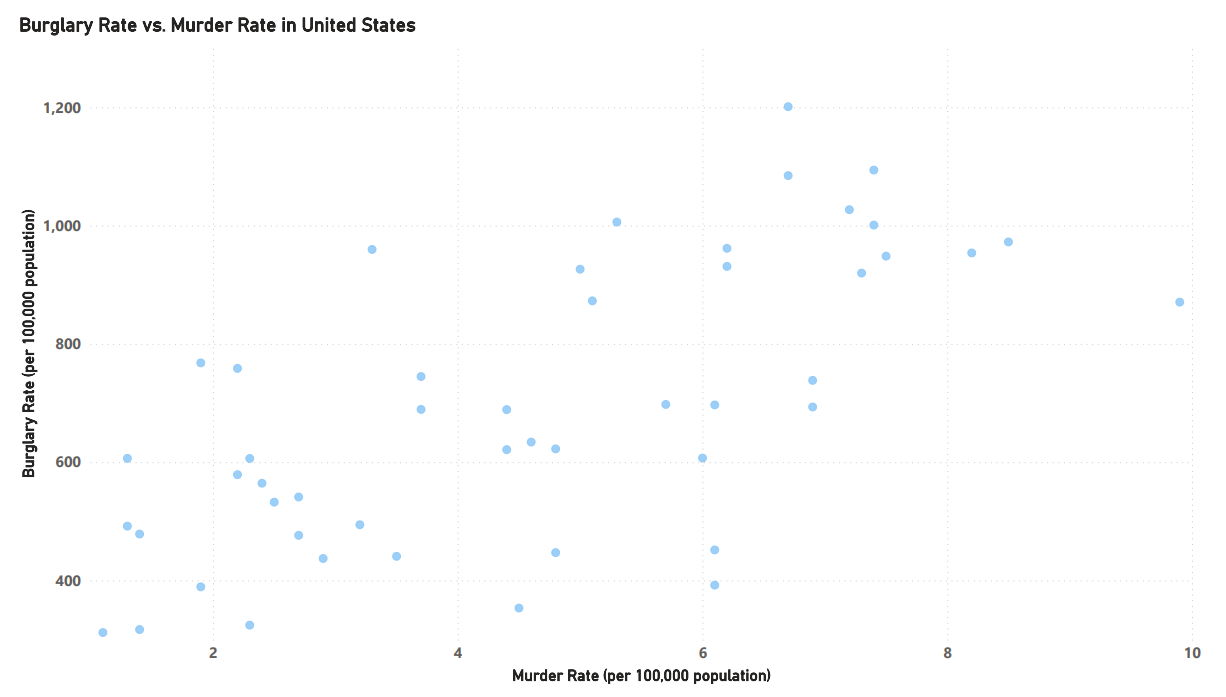 Burglary Rate vs. Murder Rate in United States
1,200
1,000
800
600
400
Burglary Rate (per 100,000 population)
2 4 6 8 10
Murder Rate (per 100,000 population)